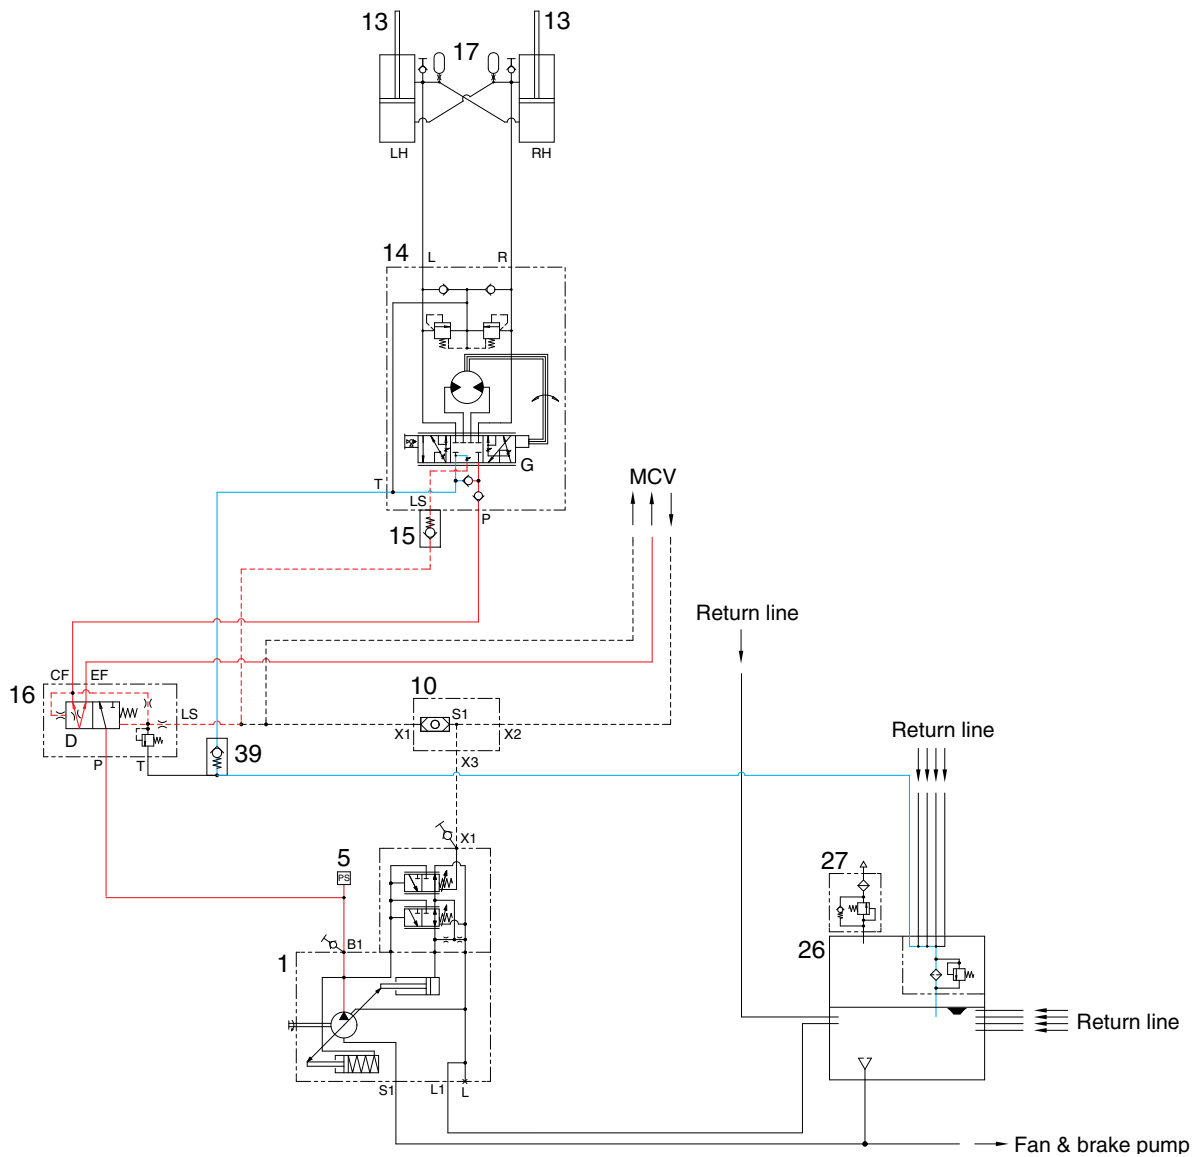 13
13
17
LH
RH
14
L
R
G
MCV
T
LS
P
15
Return line
CF
EF
16
10
Return line
LS
S1
D
X1
X2
39
P
T
X3
X1
5
27
PS
B1
26
1
Return line
S1
L1
L
Fan & brake pump